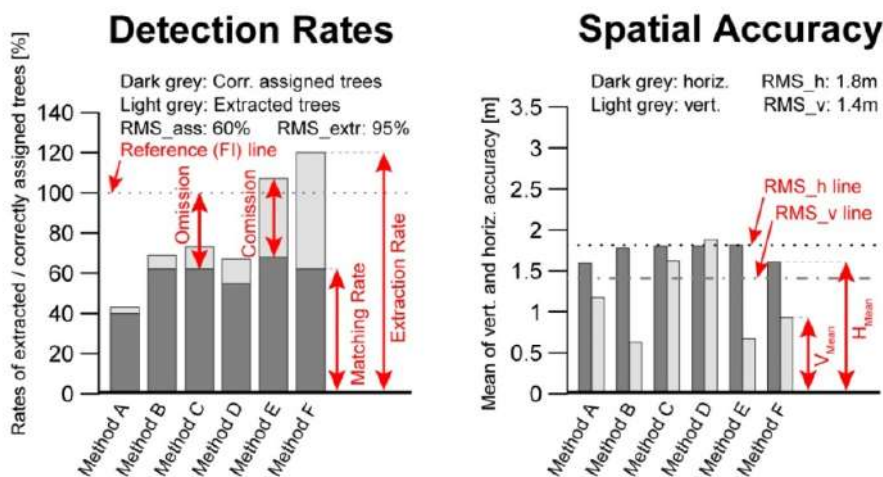 Detection Rates
Rates of extracted / correctly assigned trees [%]
Dark grey: Corr. assigned trees
Light grey: Extracted trees
RMS_ass: 60% RMS_extr: 95%
Reference (FI) line
140
120
100
80
60
40
20
0
Omission
Comission
Matching Rate
Extraction Rate
Method A
Method B
Method C
Method D
Method E
Method F
Spatial Accuracy
Mean of vert. and horiz. accuracy [m]
Dark grey: horiz. RMS_h: 1.8m
Light grey: vert. RMS_v: 1.4m
3.5
3
2.5
2
1.5
1
0.5
0
RMS_h line
RMS_v line
VMean
HMean
Method A
Method B
Method C
Method D
Method E
Method F